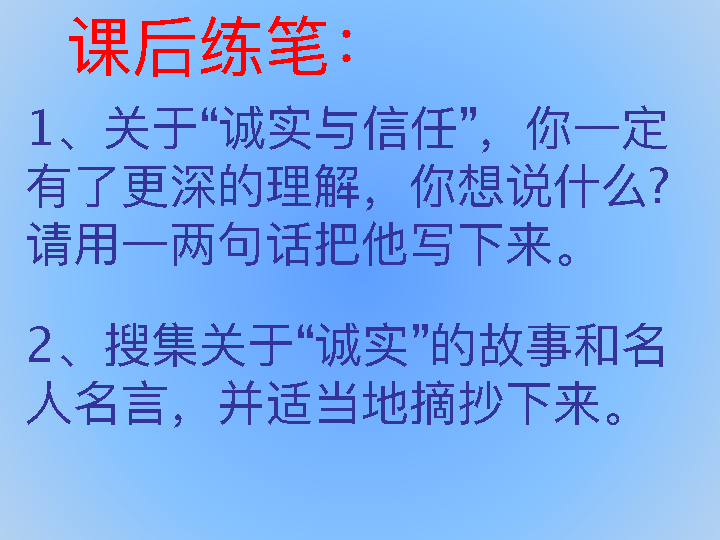 课后练笔：
1、关于“诚实与信任”，你一定
有了更深的理解，你想说什么？
请用一两句话把他写下来。
2、搜集关于“诚实”的故事和名
人名言，并适当地摘抄下来。